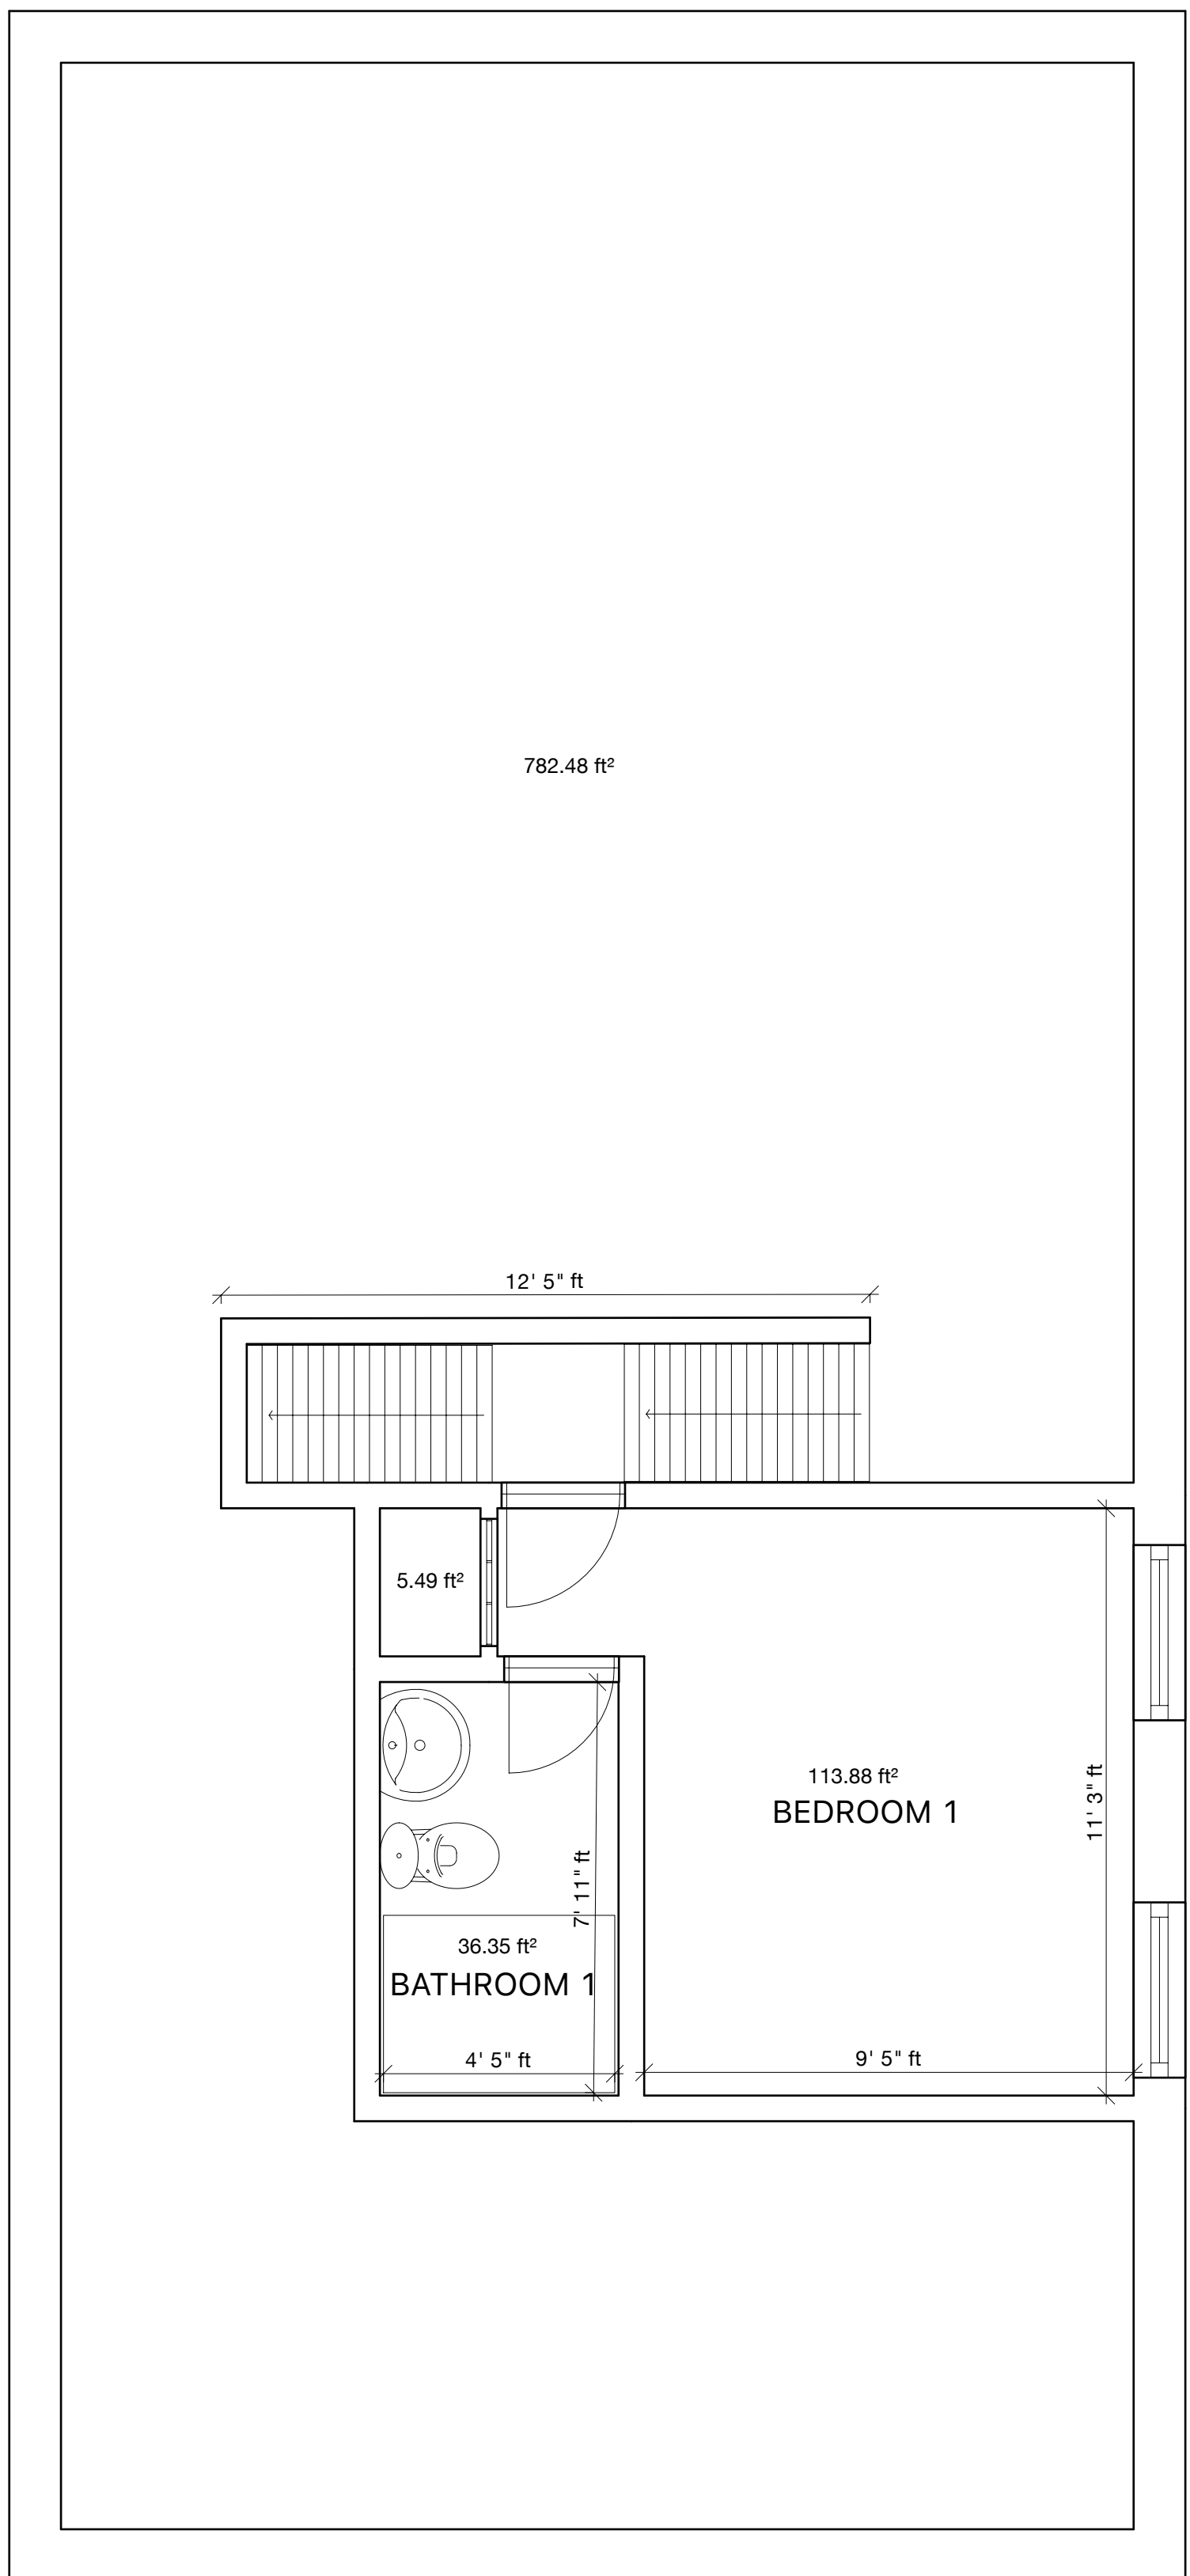 782.48 ft²
12' 5" ft
5.49 ft²
113.88 ft²
BEDROOM 1
11' 3" ft
7' 11" ft
36.35 ft²
BATHROOM 1
4' 5" ft
9' 5" ft